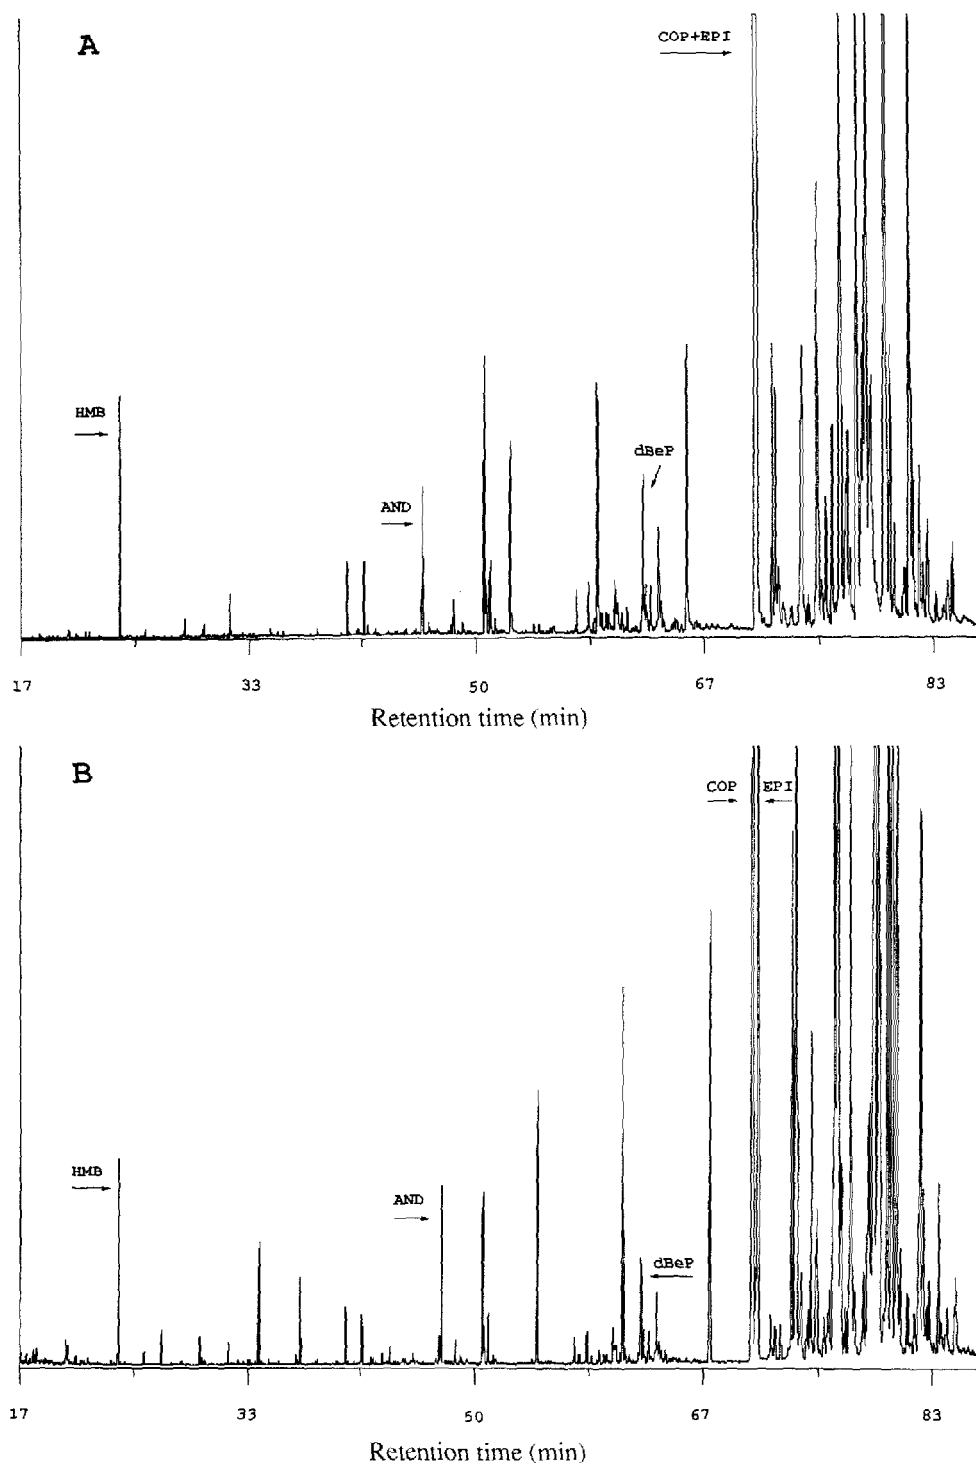 A
COP+EPI
HMB
dBeP
AND
17 33 50 67 83
Retention time (min)
B
COP EPI
HMB
AND
dBeP
17 33 50 67 83
Retention time (min)